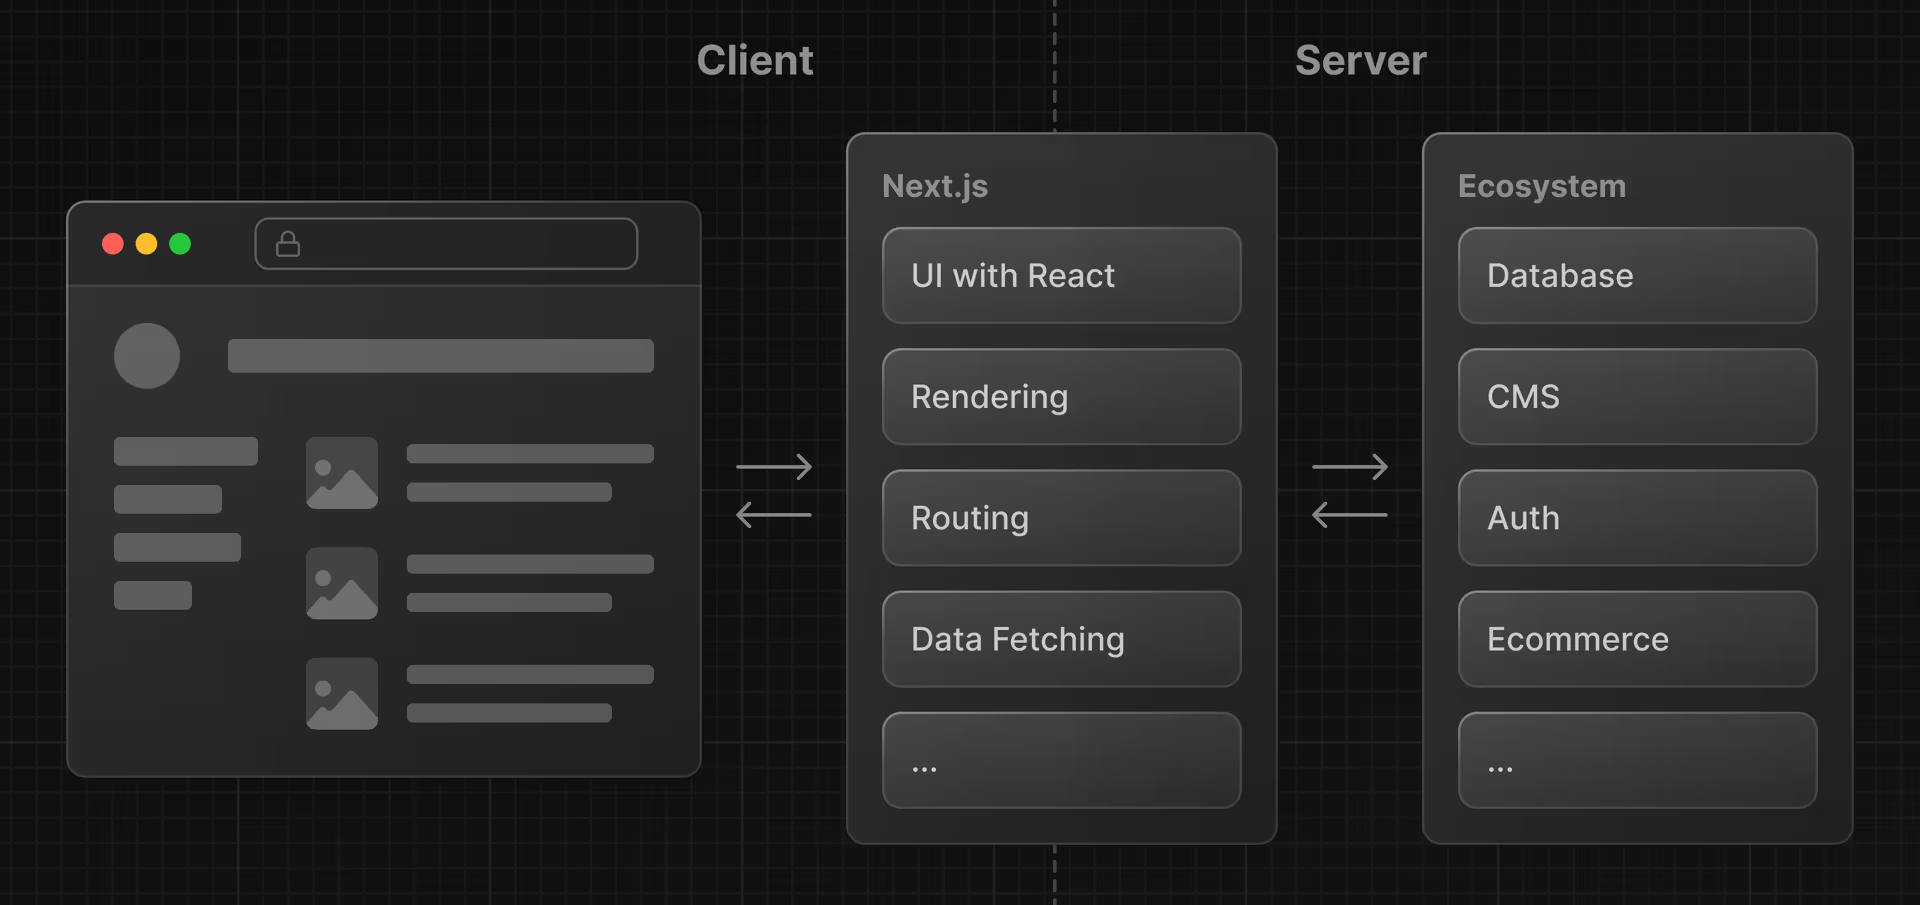 Client
Server
Next.js
UI with React
Rendering
Routing
Data Fetching
...
Ecosystem
Database
CMS
Auth
Ecommerce
...